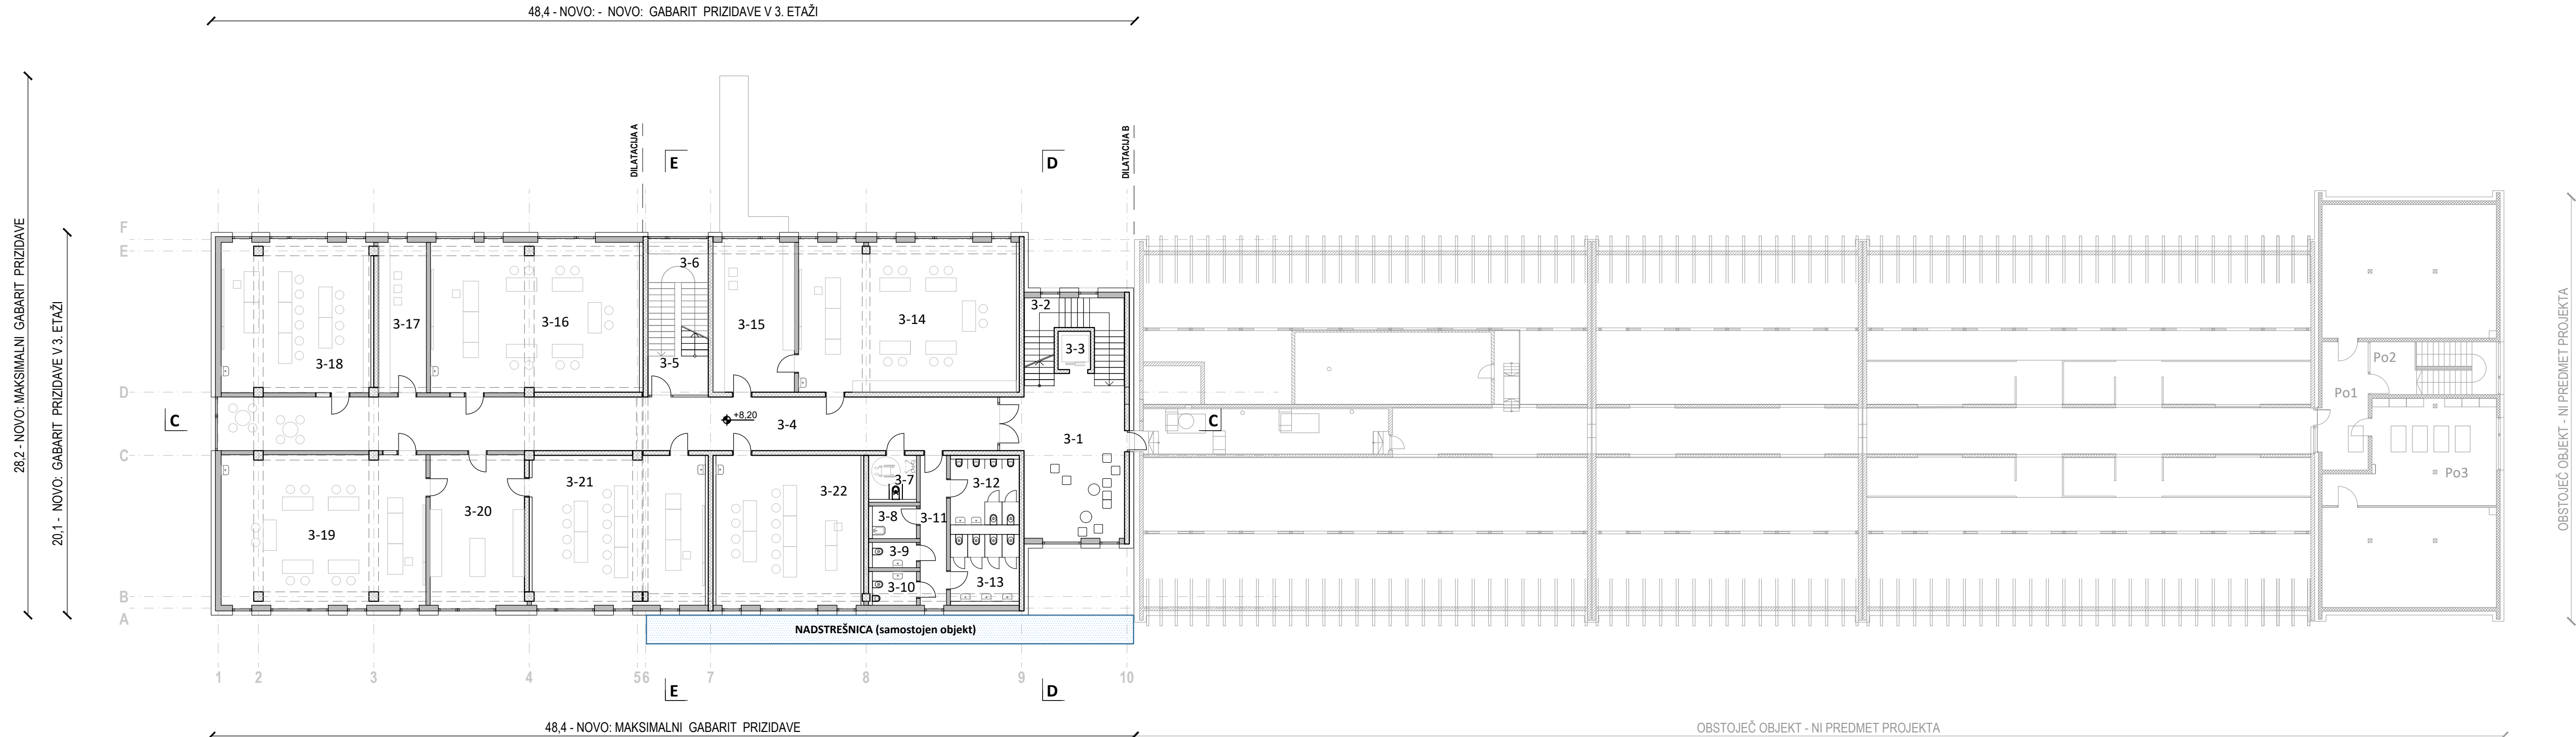 48,4 - NOVO: - NOVO: GABARIT PRIZIDAVE V 3. ETAŽI
28,2 - NOVO: MAKSIMALNI GABARIT PRIZIDAVE
20,1 - NOVO: GABARIT PRIZIDAVE V 3. ETAŽI
DILATACIJA A
DILATACIJA B
E
D
F
E
D
C
B
A
C
C
3-6
3-2
3-17
3-16
3-15
3-14
3-3
3-18
3-5
+8,20
3-4
3-1
3-7
3-12
3-21
3-22
3-20
3-8
3-11
3-19
3-9
3-10
3-13
Po2
Po1
Po3
NADSTREŠNICA (samostojen objekt)
1
2
3
4
5
6
7
8
9
10
E
D
48,4 - NOVO: MAKSIMALNI GABARIT PRIZIDAVE
OBSTOJEČ OBJEKT - NI PREDMET PROJEKTA
OBSTOJEČ OBJEKT - NI PREDMET PROJEKTA